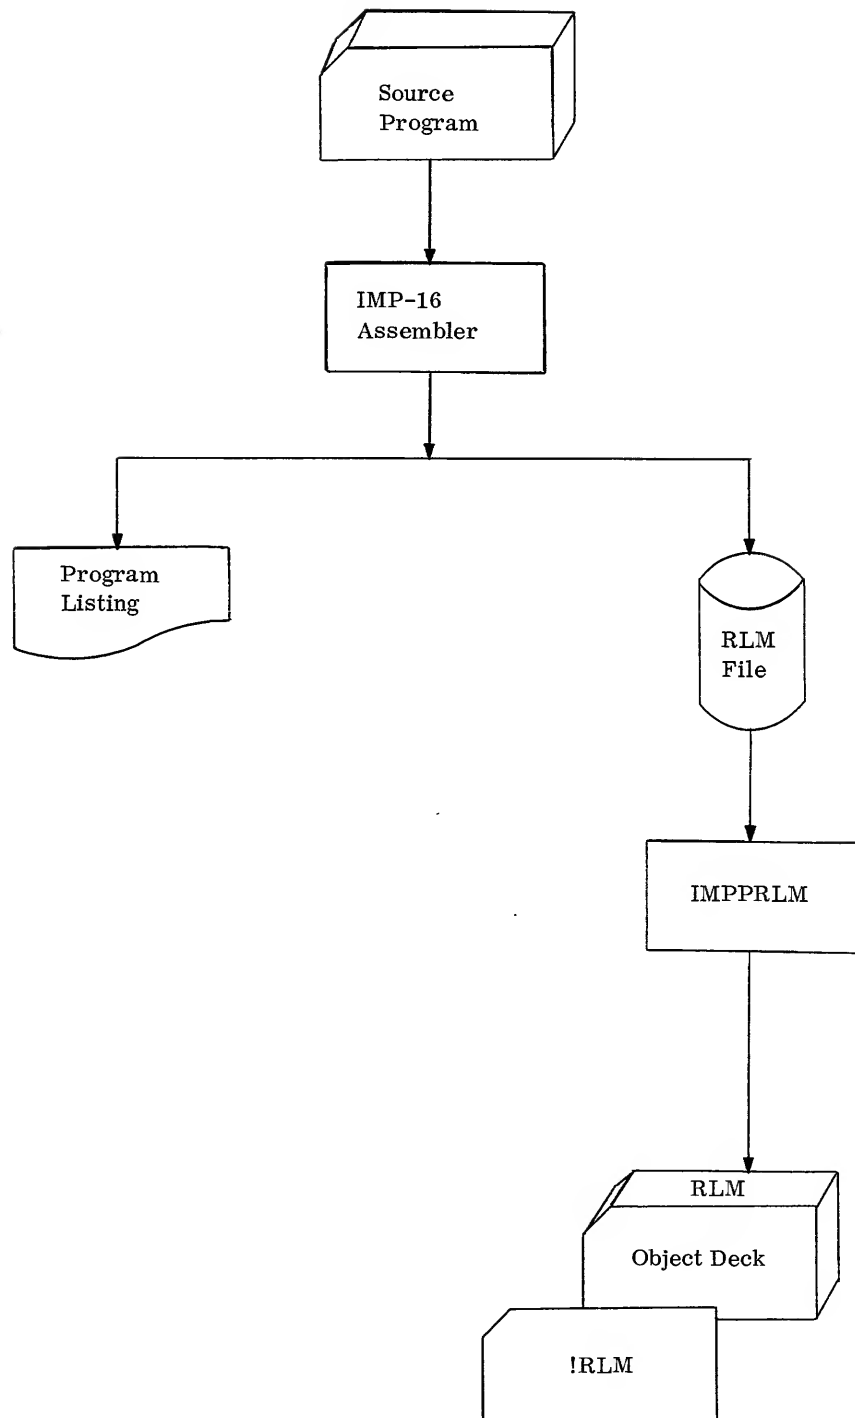 Source
Program
IMP-16
Assembler
Program
Listing
RLM
File
IMPPRLM
RLM
Object Deck
!RLM